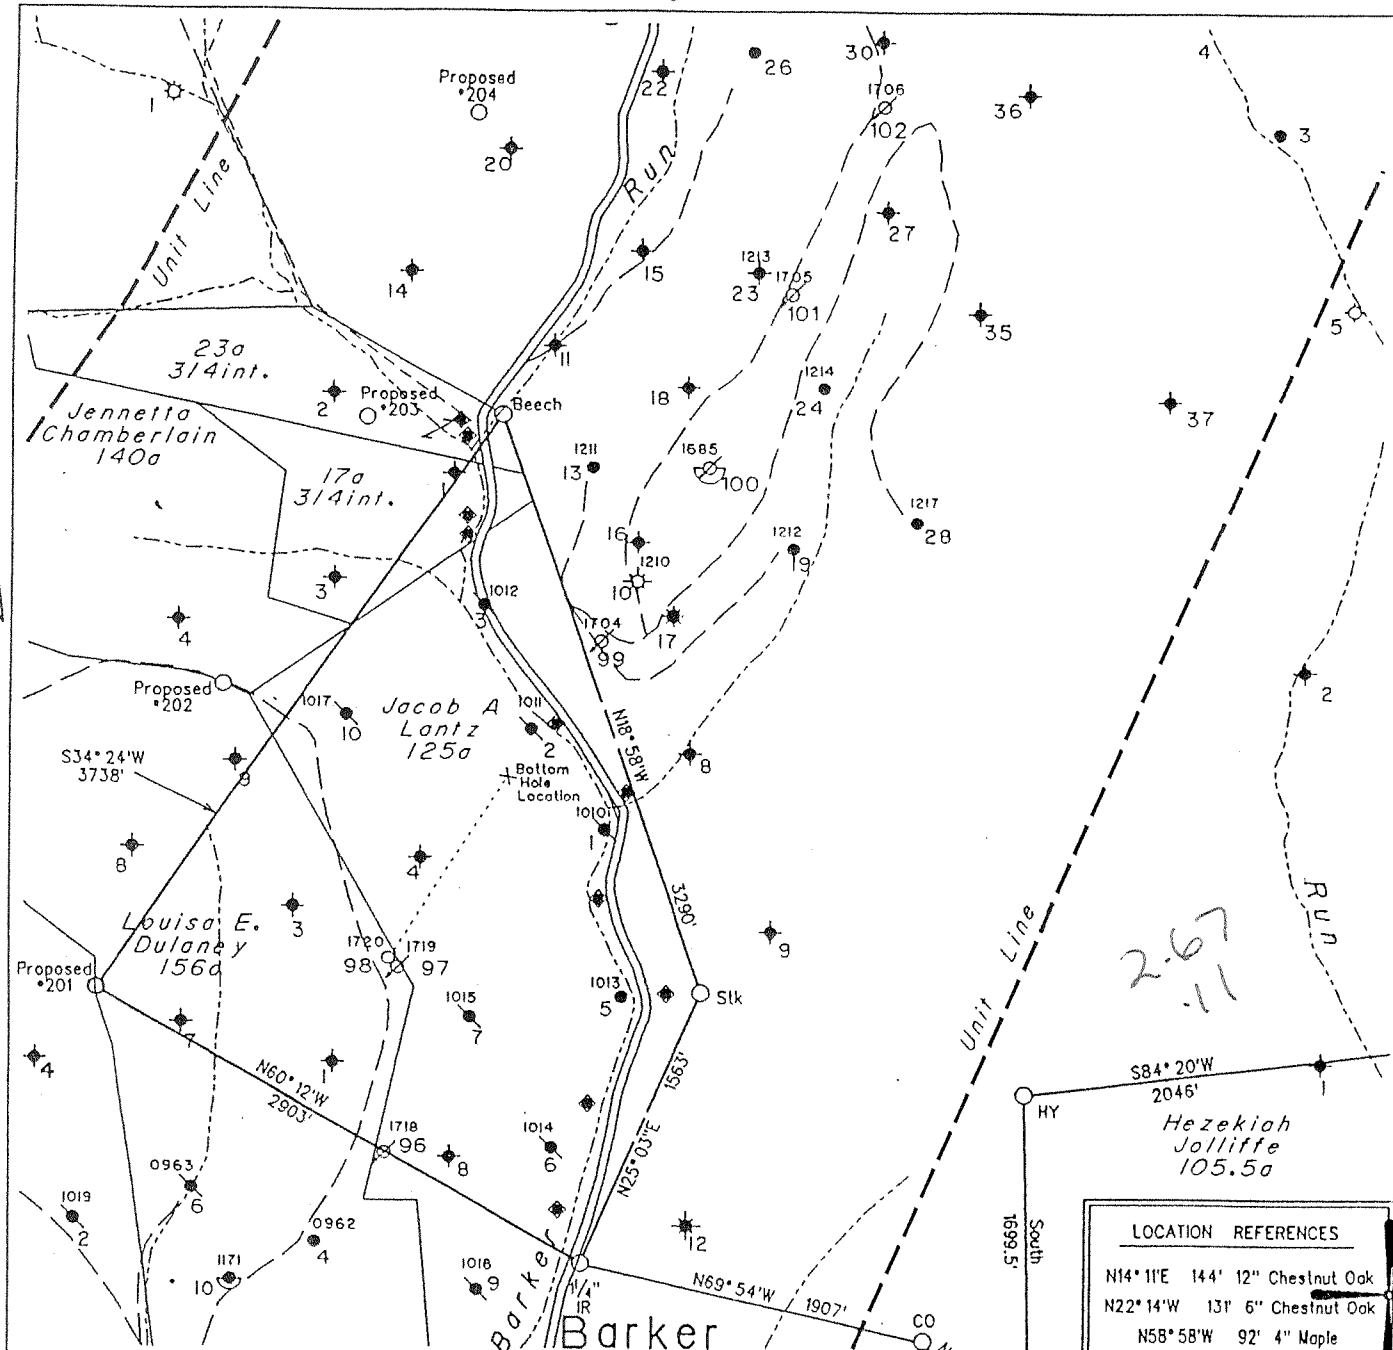 30
26
4
22
Proposed
*204
1
1706
102
36
3
20
Run
Unit Line
27
15
14
1213
23
1705
101
35
5
11
23a
3/4int.
2
Proposed
*203
Beech
18
1214
24
37
Jennetta
Chamberlain
140a
17a
3/4int.
1
1211
13
1685
100
16
1217
28
1212
19
1210
10
3
1012
3
4
17
1704
99
Proposed
*202
2
1017
10
Jacob A
Lantz
125a
1011
2
N18°58'W
8
S34°24'W
3738'
9
Bottom
Hole
Location
1010
1
8
4
3290'
Run
3
Louisa E.
Dulaney
156a
9
Unit Line
2.67
.11
1720
98
1719
97
Proposed
*201
1013
5
Stk
1015
7
7
4
N60°12'W
2903'
1
1563'
S84°20'W
2046'
1
HY
Hezekiah
Jolliffe
105.5a
1718
96
8
1014
6
N25°03"E
0963
6
1019
2
0962
4
12
South
1699.5'
LOCATION REFERENCES
N14°11'E 144' 12" Chestnut Oak
N22°14'W 131' 6" Chestnut Oak
N58°58'W 92' 4" Maple
1171
10
1016
9
Barker
1/4"
IR
N69°54'W
1907'
CO
Barker